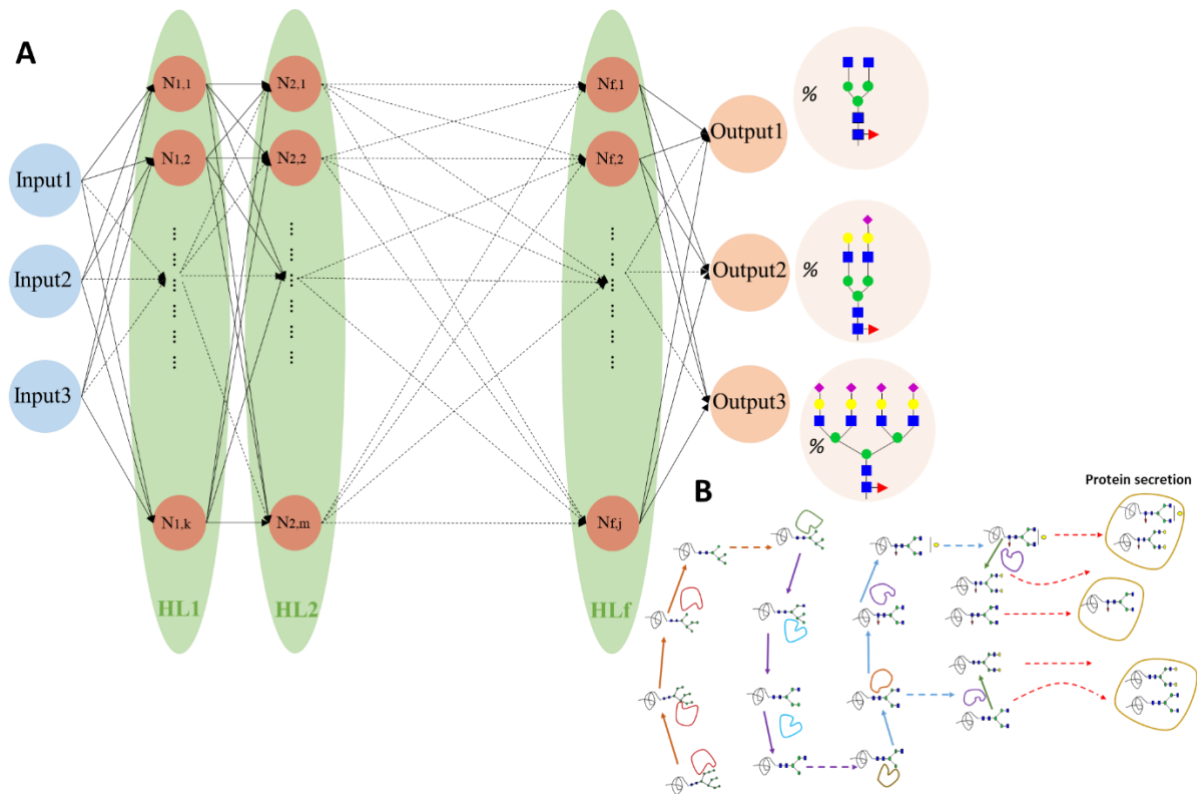 A
Input1
Input2
Input3
N1,1
N1,2
N1,k
HL1
N2,1
N2,2
N2,m
HL2
Nf,1
Nf,2
Nf,j
HLf
Output1
Output2
Output3
%
%
%
B
Protein secretion